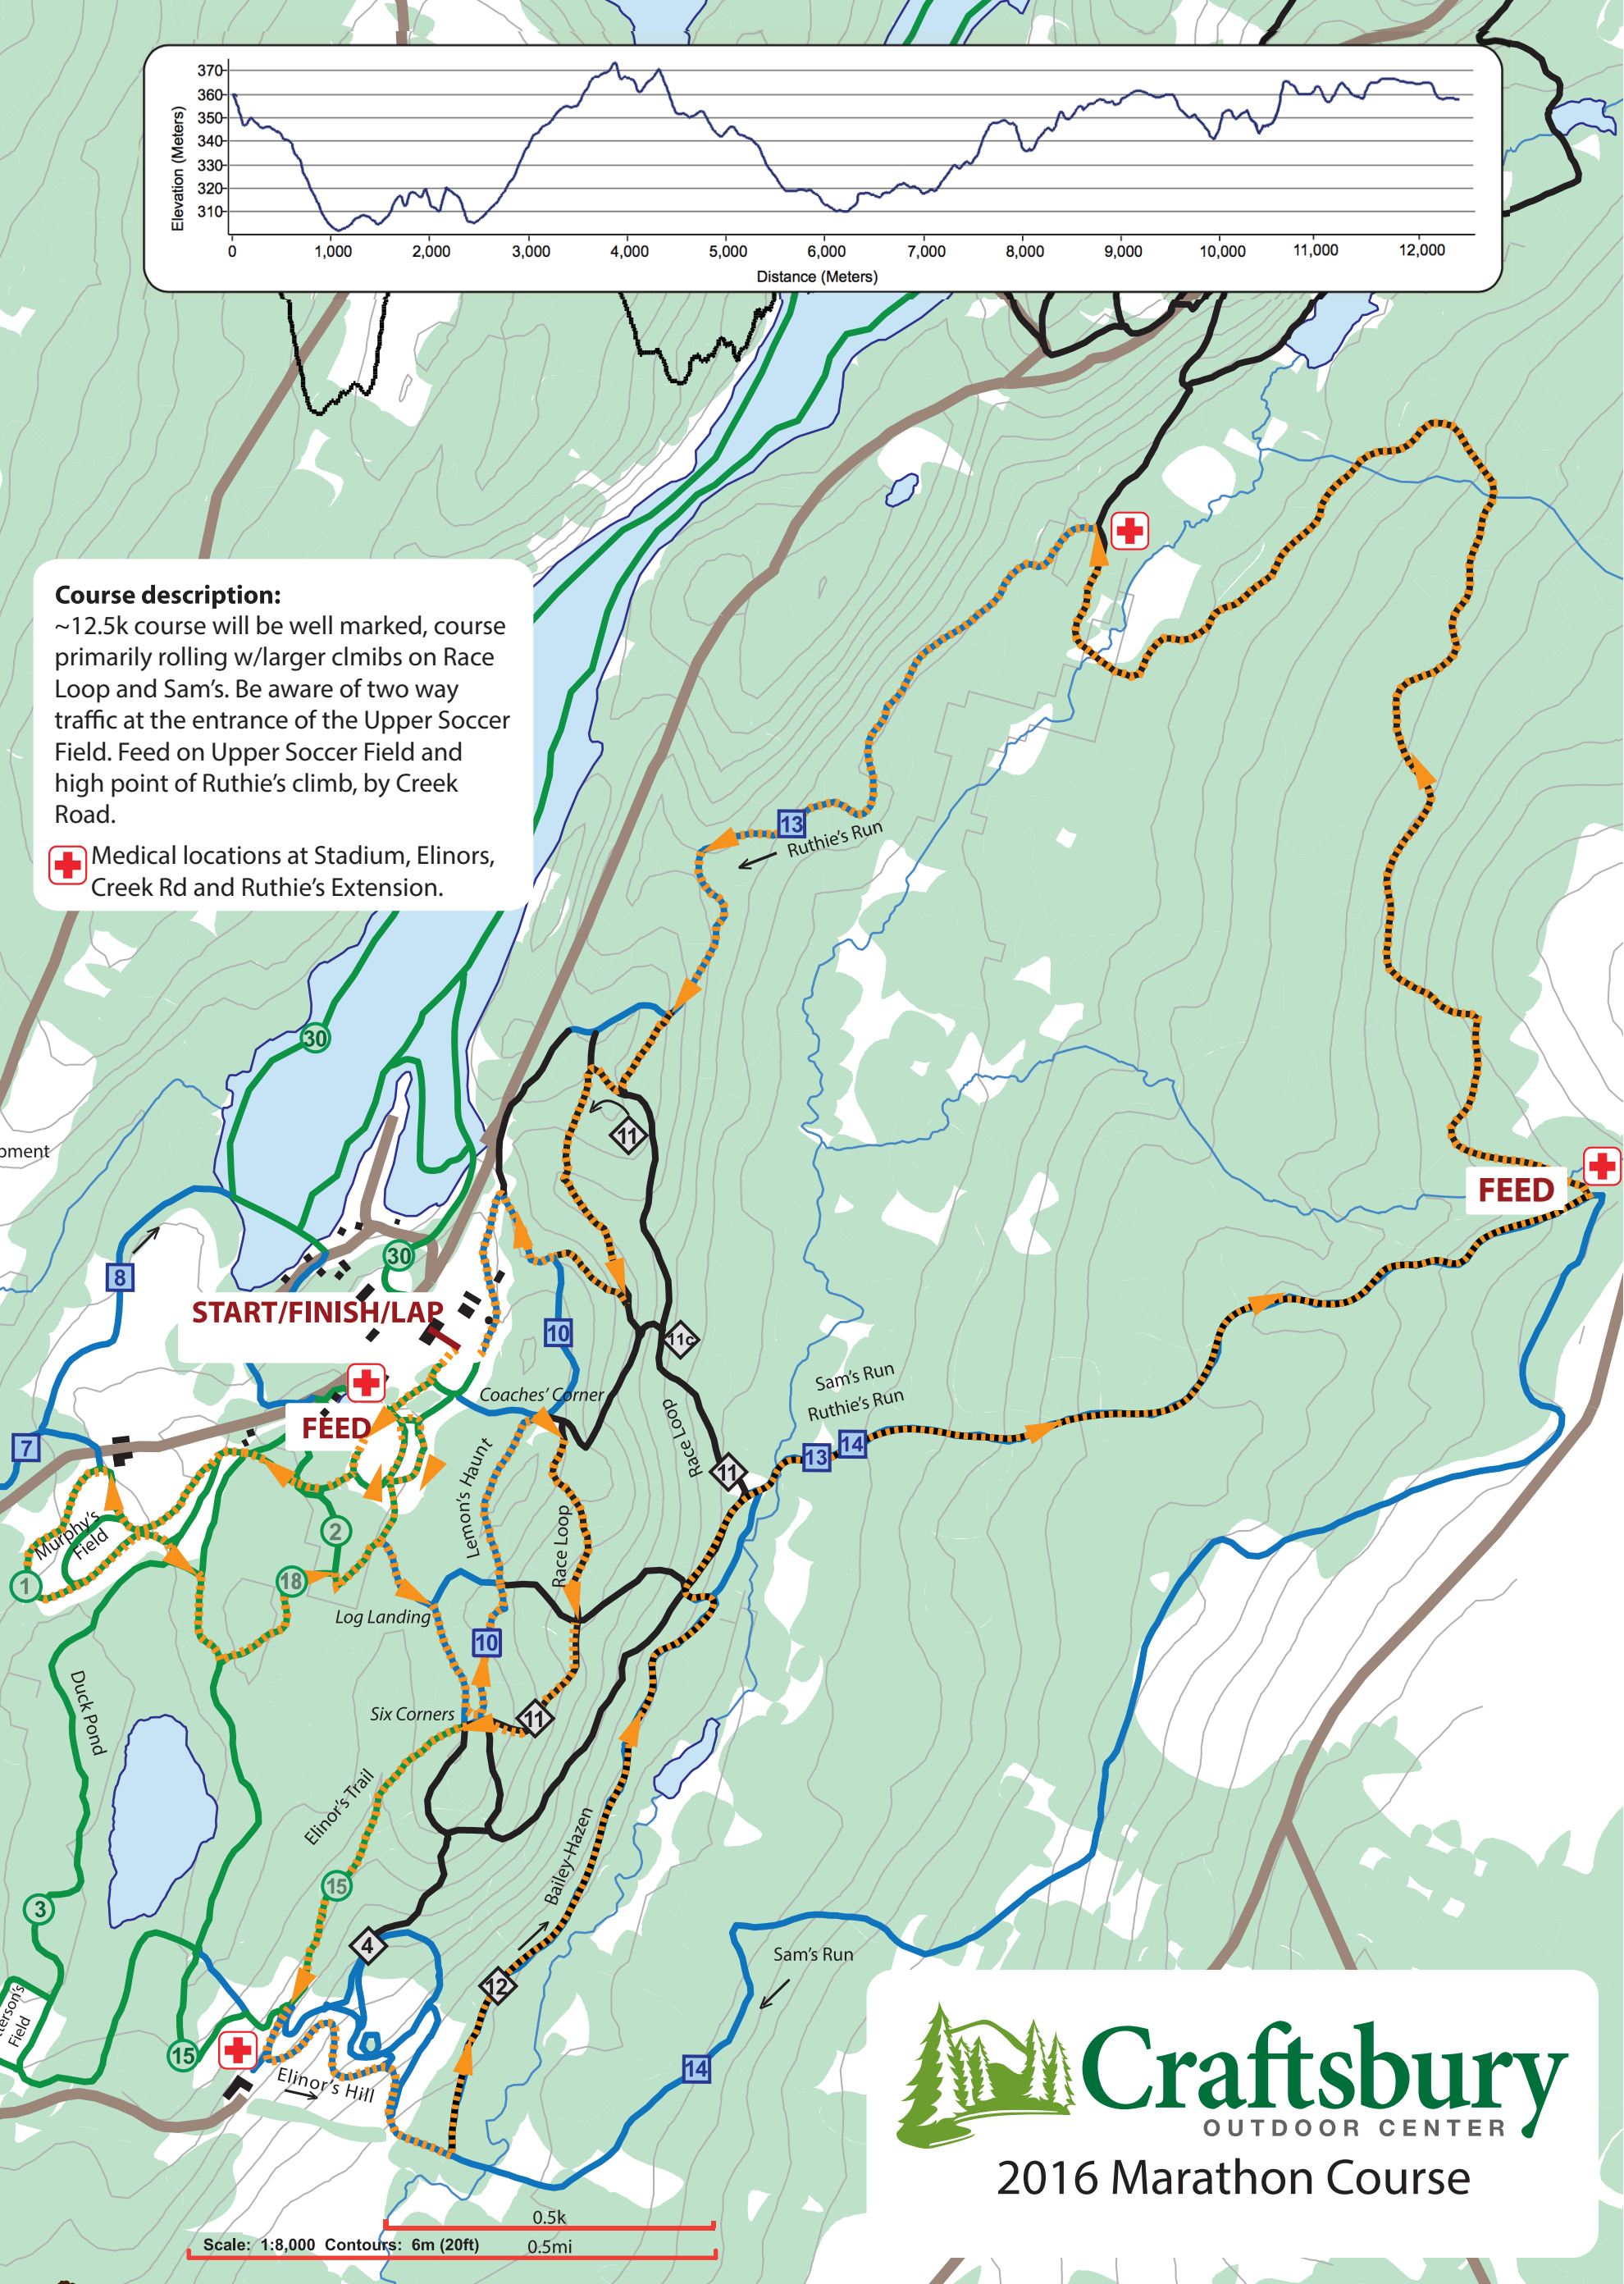 370
360
350
340
330
320
310
Elevation (Meters)
0 1,000 2,000 3,000 4,000 5,000 6,000 7,000 8,000 9,000 10,000 11,000 12,000
Distance (Meters)
Course description:
~12.5k course will be well marked, course
primarily rolling w/larger clmibs on Race
Loop and Sam's. Be aware of two way
traffic at the entrance of the Upper Soccer
Field. Feed on Upper Soccer Field and
high point of Ruthie's climb, by Creek
Road.
Medical locations at Stadium, Elinors,
Creek Rd and Ruthie's Extension.
13
Ruthie's Run
30
11
pment
FEED
30
8
START/FINISH/LAP
10
11c
Coaches' Corner
Sam's Run
Ruthie's Run
FEED
7
Race Loop
14
13
11
Lemon's Haunt
Murphy's
Field
2
Race Loop
1
18
Log Landing
10
Duck Pond
Six Corners
11
Elinor's Trail
Bailey-Hazen
15
3
4
Sam's Run
12
erson's
Field
15
14
Elinor's Hill
Craftsbury
OUTDOOR CENTER
2016 Marathon Course
0.5k
Scale: 1:8,000 Contours: 6m (20ft)
0.5mi